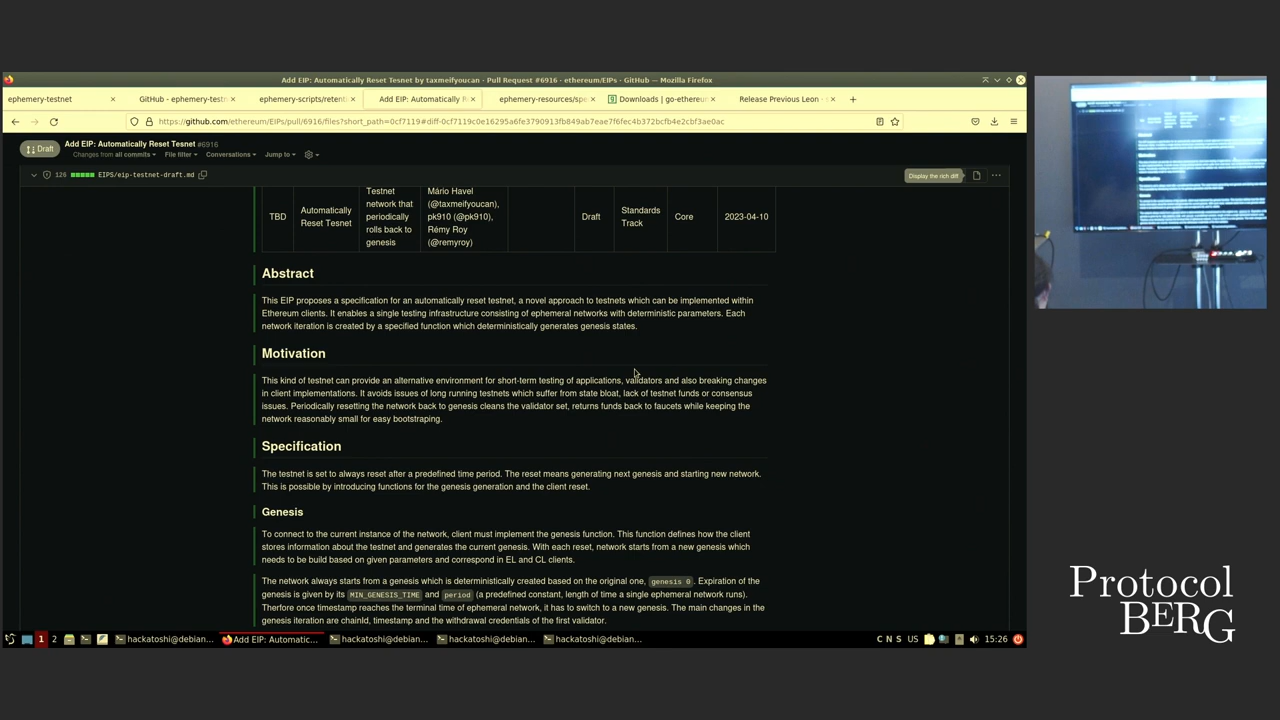 Add EIP: Automatically Reset Tesnet by taxmeifyoucan · Pull Request #6916 · ethereum/EIPs · GitHub — Mozilla Firefox
ephemery-testnet
GitHub - ephemery-testn
ephemery-scripts/retent
Add EIP: Automatically R
ephemery-resources/spe
Downloads | go-ethereu
Release Previous Leon ·
https://github.com/ethereum/EIPs/pull/6916/files?short_path=0cf7119#diff-0cf7119c0e16295a6fe3790913fb849ab7eae7f6fec4b372bcfb4e2cbf3ae0ac
Draft
Add EIP: Automatically Reset Tesnet #6916
Changes from all commits
File filter
Conversations
Jump to
126 EIPS/eip-testnet-draft.md
Display the rich diff
TBD
Automatically
Reset Tesnet
Testnet
network that
periodically
rolls back to
genesis
Mário Havel
(@taxmeifyoucan),
pk910 (@pk910),
Rémy Roy
(@remyroy)
Draft
Standards
Track
Core
2023-04-10
Abstract
This EIP proposes a specification for an automatically reset testnet, a novel approach to testnets which can be implemented within
Ethereum clients. It enables a single testing infrastructure consisting of ephemeral networks with deterministic parameters. Each
network iteration is created by a specified function which deterministically generates genesis states.
Motivation
This kind of testnet can provide an alternative environment for short-term testing of applications, validators and also breaking changes
in client implementations. It avoids issues of long running testnets which suffer from state bloat, lack of testnet funds or consensus
issues. Periodically resetting the network back to genesis cleans the validator set, returns funds back to faucets while keeping the
network reasonably small for easy bootstraping.
Specification
The testnet is set to always reset after a predefined time period. The reset means generating next genesis and starting new network.
This is possible by introducing functions for the genesis generation and the client reset.
Genesis
To connect to the current instance of the network, client must implement the genesis function. This function defines how the client
stores information about the testnet and generates the current genesis. With each reset, network starts from a new genesis which
needs to be build based on given parameters and correspond in EL and CL clients.
The network always starts from a genesis which is deterministically created based on the original one, genesis 0. Expiration of the
genesis is given by its MIN_GENESIS_TIME and period (a predefined constant, length of time a single ephemeral network runs).
Therfore once timestamp reaches the terminal time of ephemeral network, it has to switch to a new genesis. The main changes in
the genesis iteration are chainId, timestamp and the withdrawal credentials of the first validator.
1 2
hackatoshi@debian...
Add EIP: Automatic...
hackatoshi@debian...
hackatoshi@debian...
hackatoshi@debian...
C N S US 15:26
Protocol
BERG